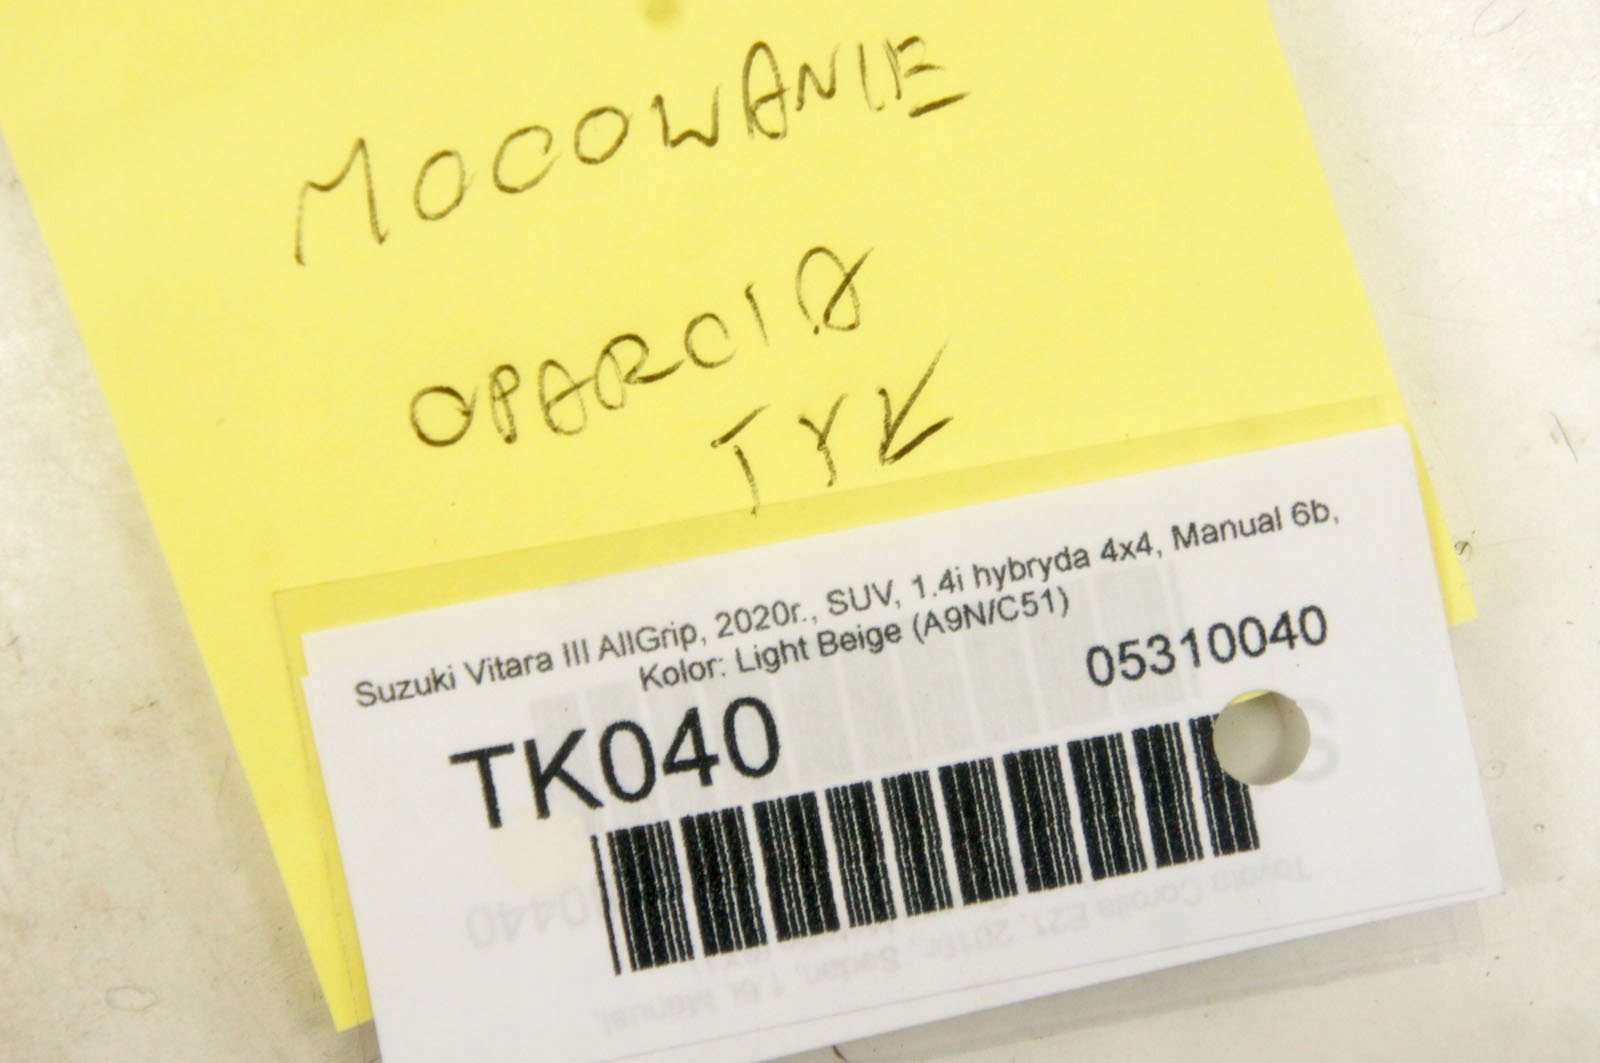 MOCOWANIE
OPARCIA
TYŁ
Suzuki Vitara III AllGrip, 2020r., SUV, 1.4i hybryda 4x4, Manual 6b,
Kolor: Light Beige (A9N/C51)
05310040
TK040